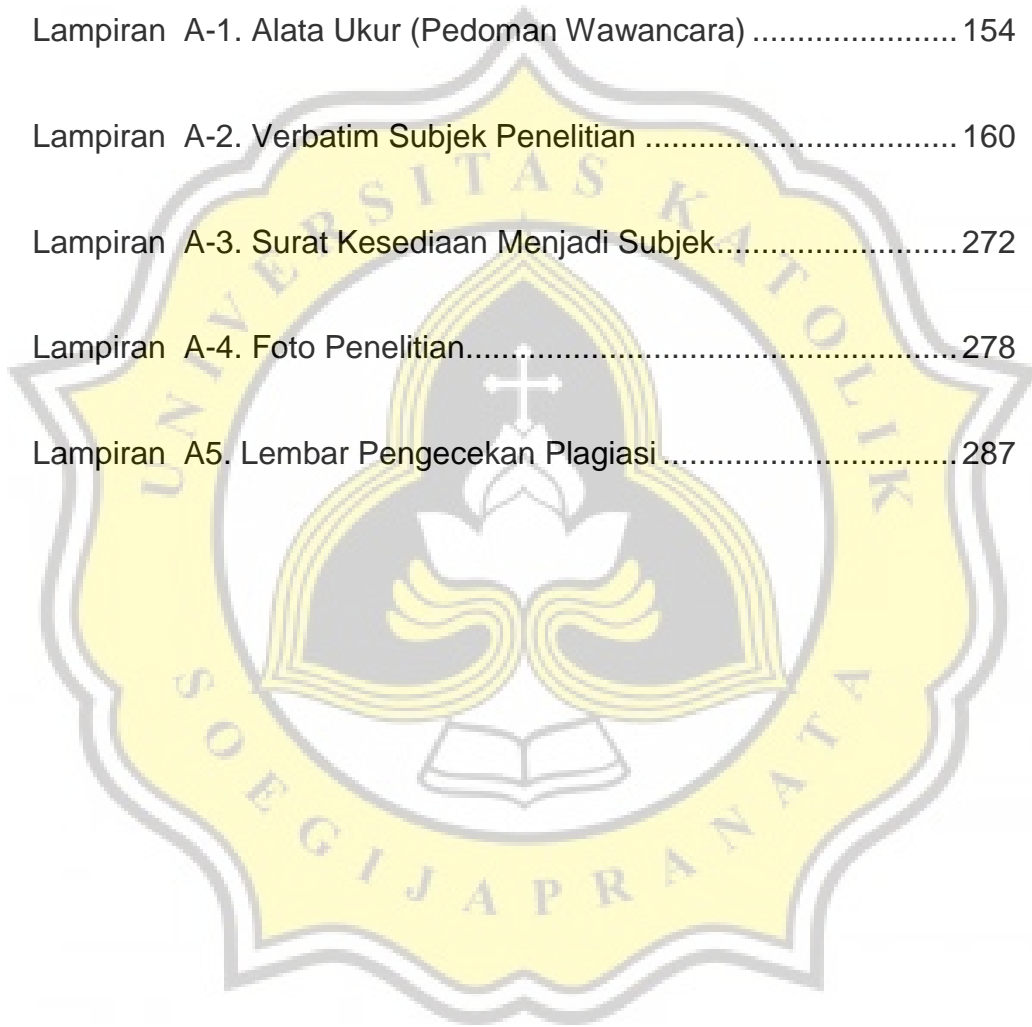 Lampiran A-1. Alata Ukur (Pedoman Wawancara) ....................... 154
Lampiran A-2. Verbatim Subjek Penelitian ................................... 160
Lampiran A-3. Surat Kesediaan Menjadi Subjek........................... 272
Lampiran A-4. Foto Penelitian....................................................... 278
Lampiran A5. Lembar Pengecekan Plagiasi ................................. 287
UNIVERSITAS KATOLIK
SOEGIJAPRANATA